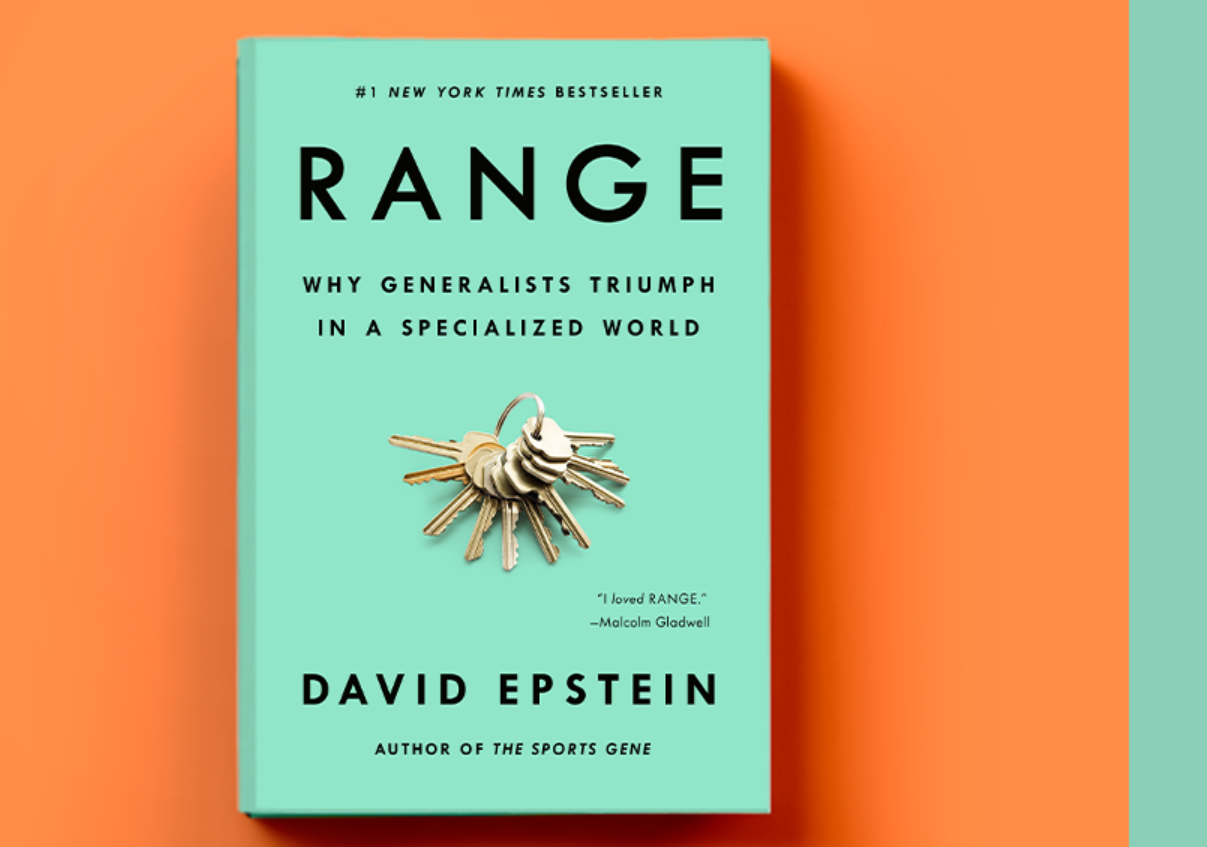 #1 NEW YORK TIMES BESTSELLER
RANGE
WHY GENERALISTS TRIUMPH
IN A SPECIALIZED WORLD
"I loved RANGE."
—Malcolm Gladwell
DAVID EPSTEIN
AUTHOR OF THE SPORTS GENE